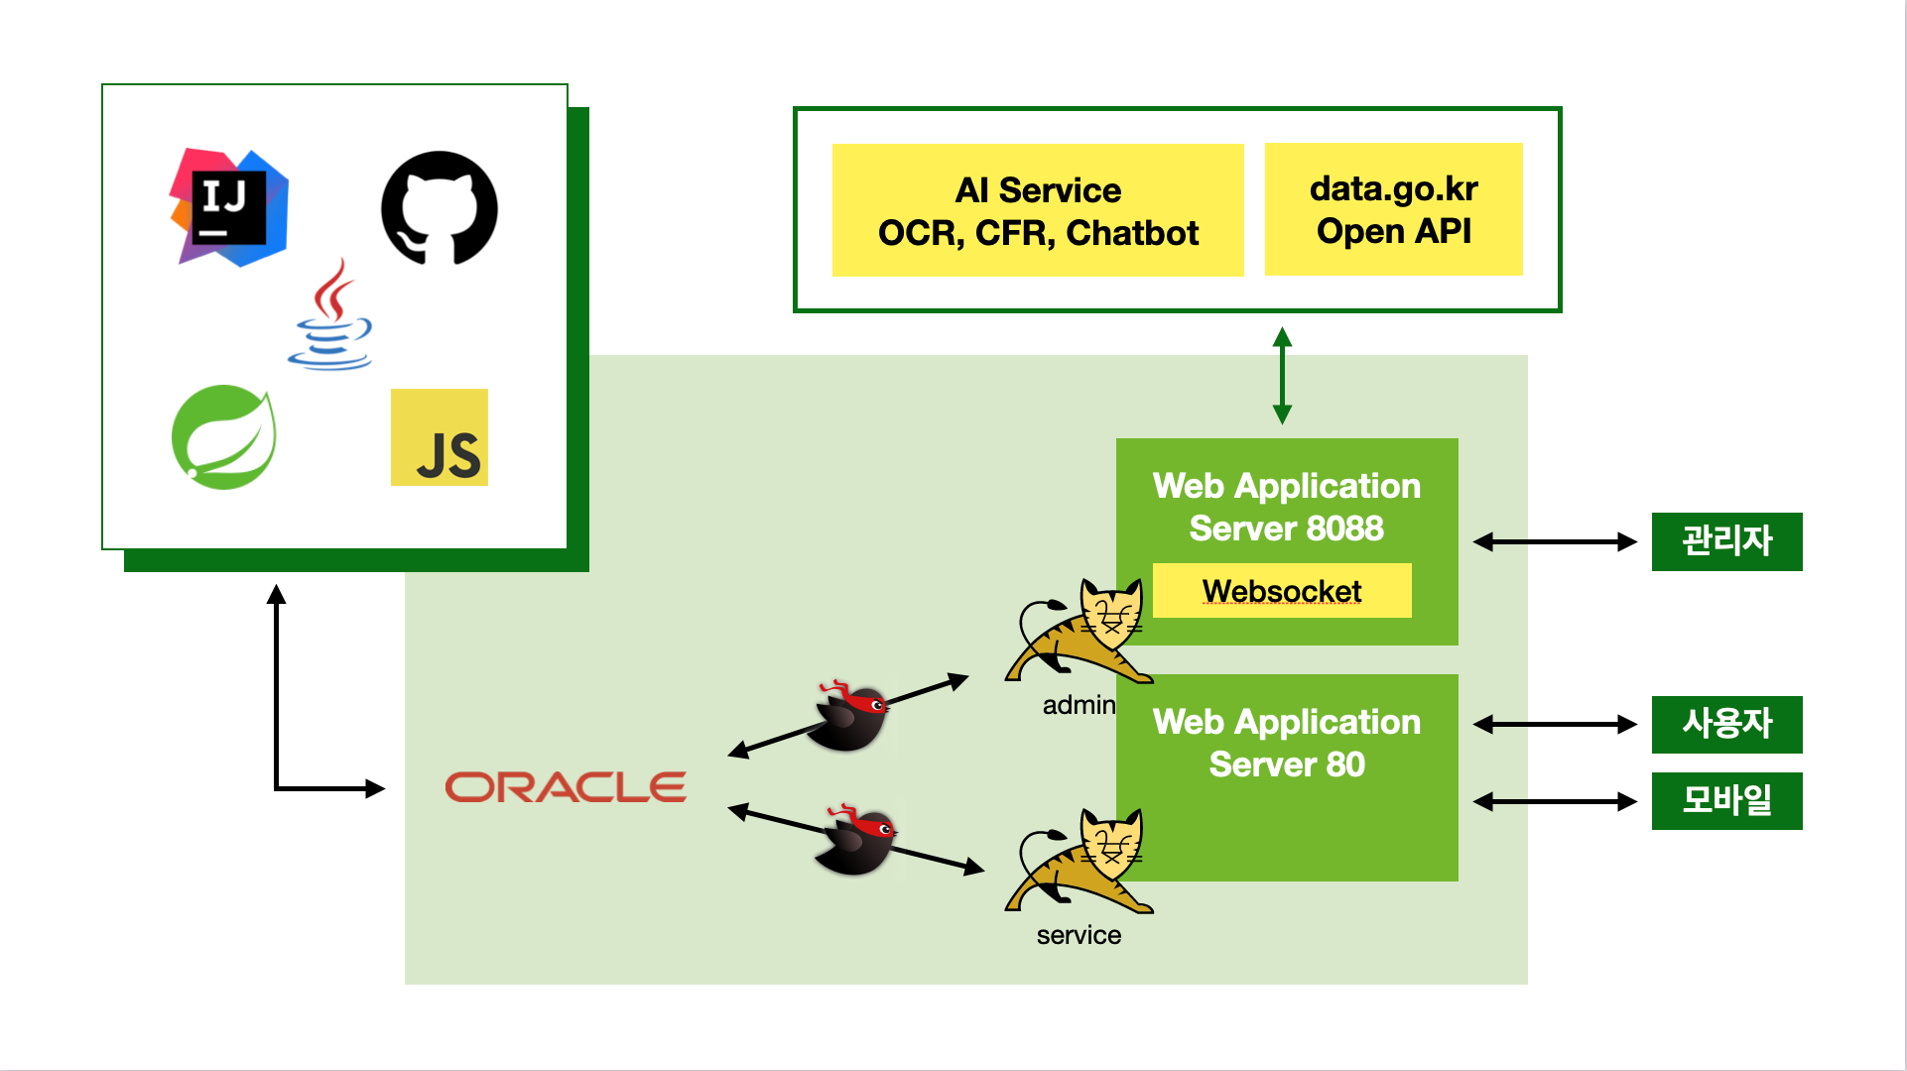 IJ
AI Service
OCR, CFR, Chatbot
data.go.kr
Open API
JS
Web Application
Server 8088
Websocket
관리자
admin
Web Application
Server 80
사용자
모바일
ORACLE
service